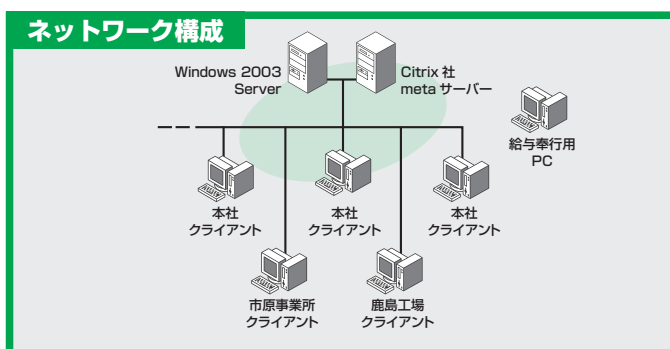 ネットワーク構成
Windows 2003
Server
Citrix 社
meta サーバー
給与奉行用
PC
本社
クライアント
本社
クライアント
本社
クライアント
市原事業所
クライアント
鹿島工場
クライアント